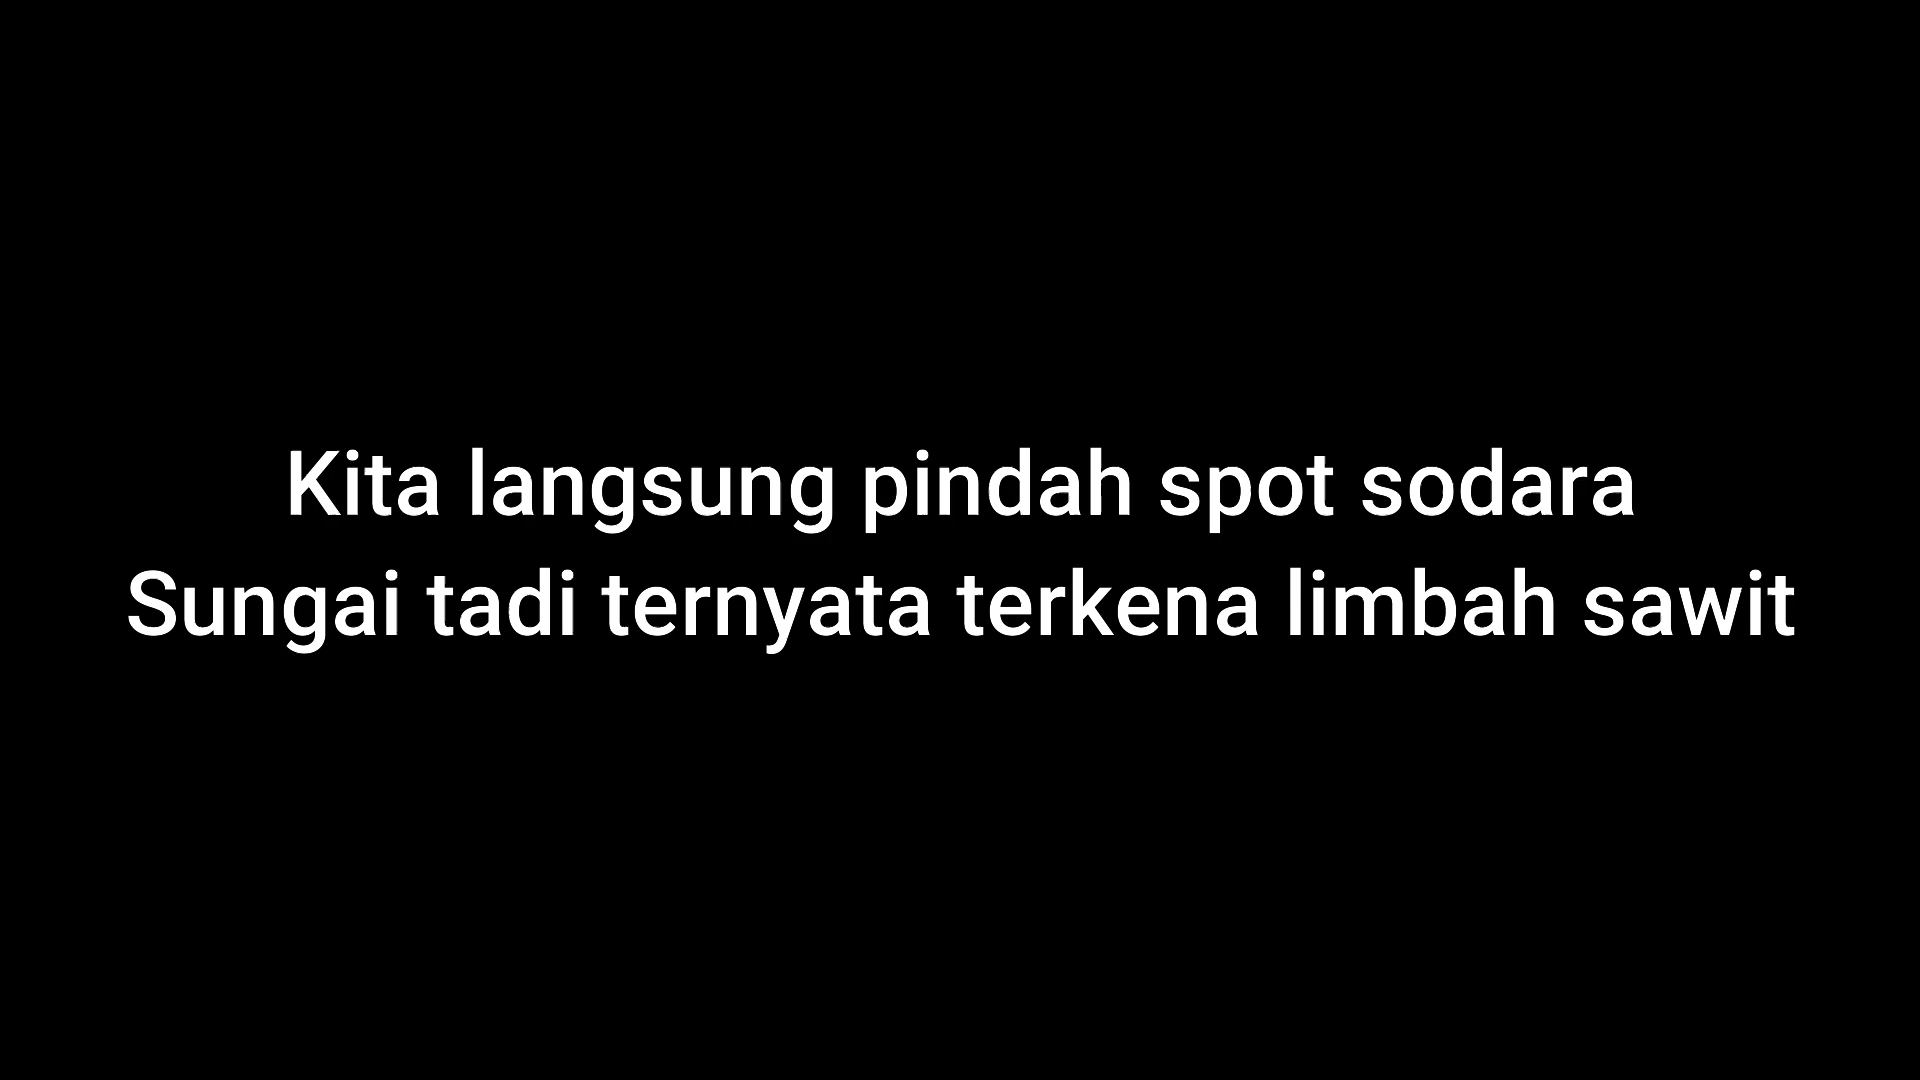 Kita langsung pindah spot sodara
Sungai tadi ternyata terkena limbah sawit